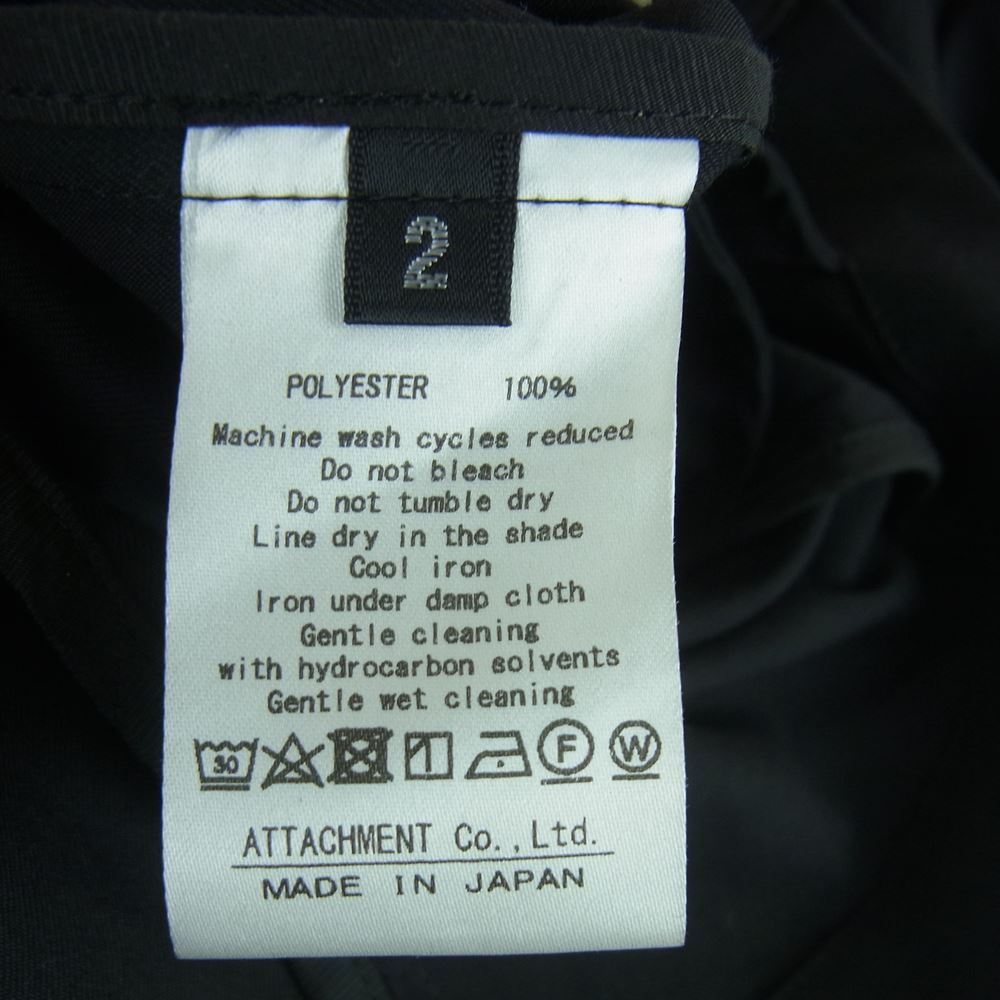 2
POLYESTER 100%
Machine wash cycles reduced
Do not bleach
Do not tumble dry
Line dry in the shade
Cool iron
Iron under damp cloth
Gentle cleaning
with hydrocarbon solvents
Gentle wet cleaning
30 F W
ATTACHMENT Co.,Ltd.
MADE IN JAPAN